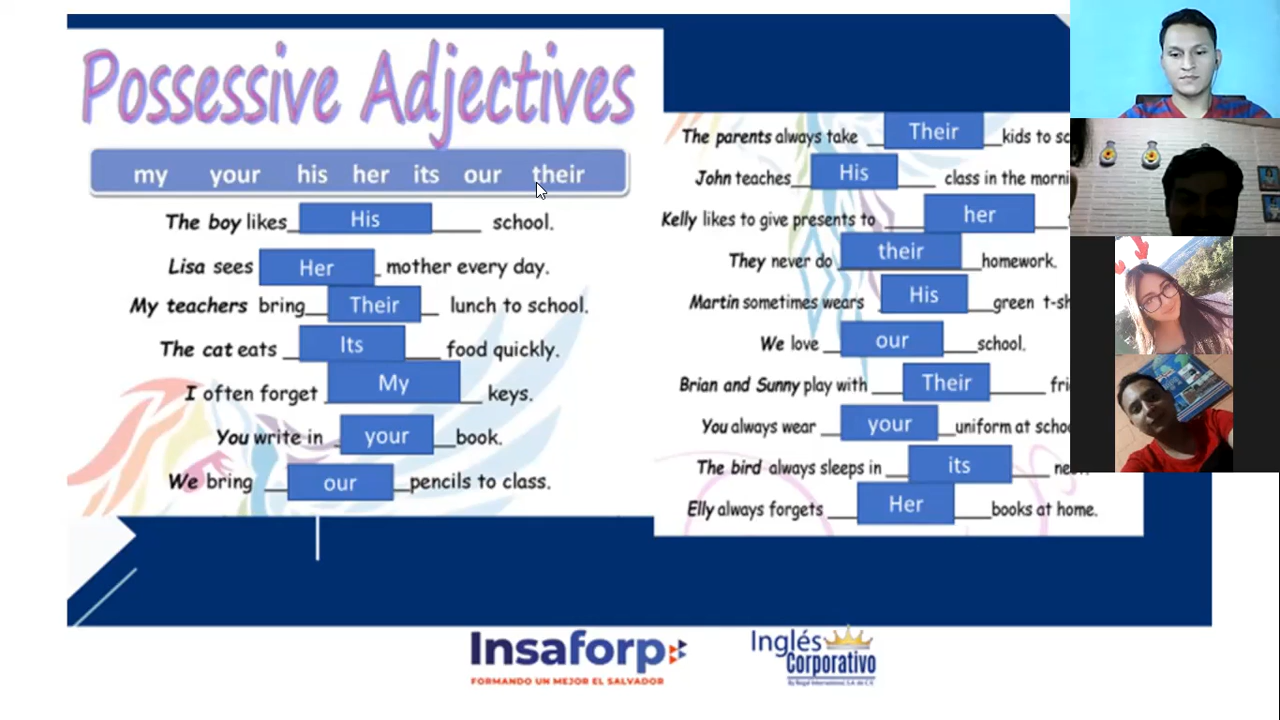 Possessive Adjectives
my your his her its our their
The boy likes His school.
Lisa sees Her mother every day.
My teachers bring Their lunch to school.
The cat eats Its food quickly.
I often forget My keys.
You write in your book.
We bring our pencils to class.
The parents always take Their kids to
John teaches His class in the
Kelly likes to give presents to her
They never do their homework.
Martin sometimes wears His green
We love our school.
Brian and Sunny play with Their
You always wear your uniform at
The bird always sleeps in its
Elly always forgets Her books at home.
Insaforp
FORMANDO UN MEJOR EL SALVADOR
Inglés
Corporativo
By Regal International, S.A. de C.V.